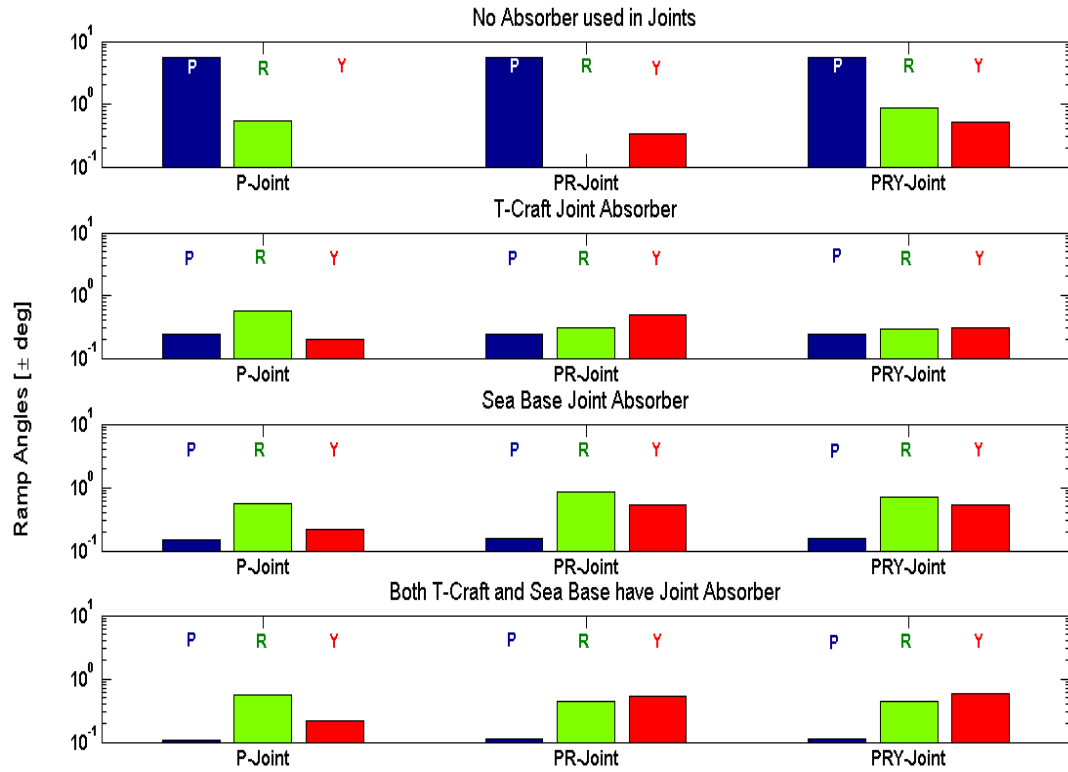 No Absorber used in Joints
10^1
10^0
10^-1
P R Y P R Y P R Y
P-Joint PR-Joint PRY-Joint
T-Craft Joint Absorber
10^1
10^0
10^-1
P R Y P R Y P R Y
P-Joint PR-Joint PRY-Joint
Ramp Angles [± deg]
Sea Base Joint Absorber
10^1
10^0
10^-1
P R Y P R Y P R Y
P-Joint PR-Joint PRY-Joint
Both T-Craft and Sea Base have Joint Absorber
10^1
10^0
10^-1
P R Y P R Y P R Y
P-Joint PR-Joint PRY-Joint